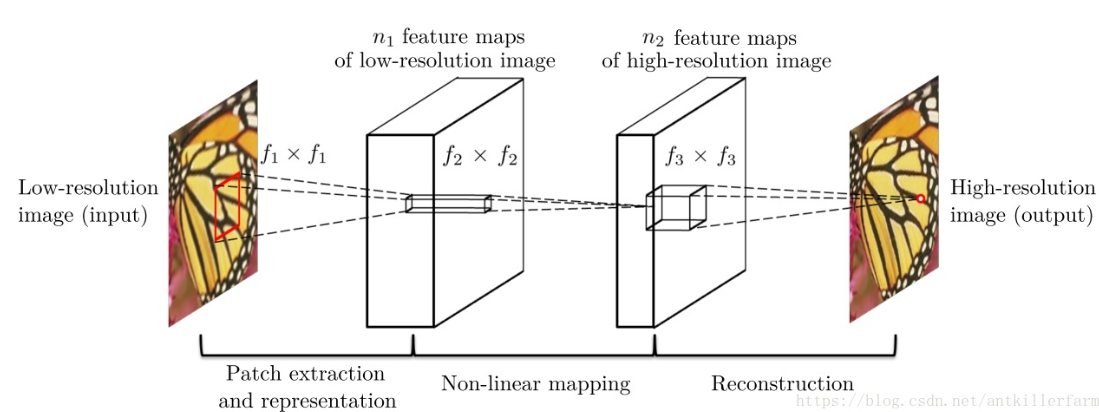 n₁ feature maps
of low-resolution image
n₂ feature maps
of high-resolution image
f₁ × f₁
f₂ × f₂
f₃ × f₃
Low-resolution
image (input)
High-resolution
image (output)
Patch extraction
and representation
Non-linear mapping
Reconstruction
https://blog.csdn.net/antkillerfarm